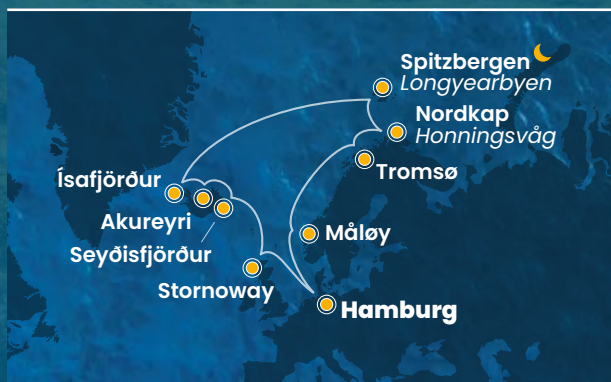 Spitzbergen
Longyearbyen
Nordkap
Honningsvåg
Tromsø
Ísafjörður
Akureyri
Seyðisfjörður
Måløy
Stornoway
Hamburg